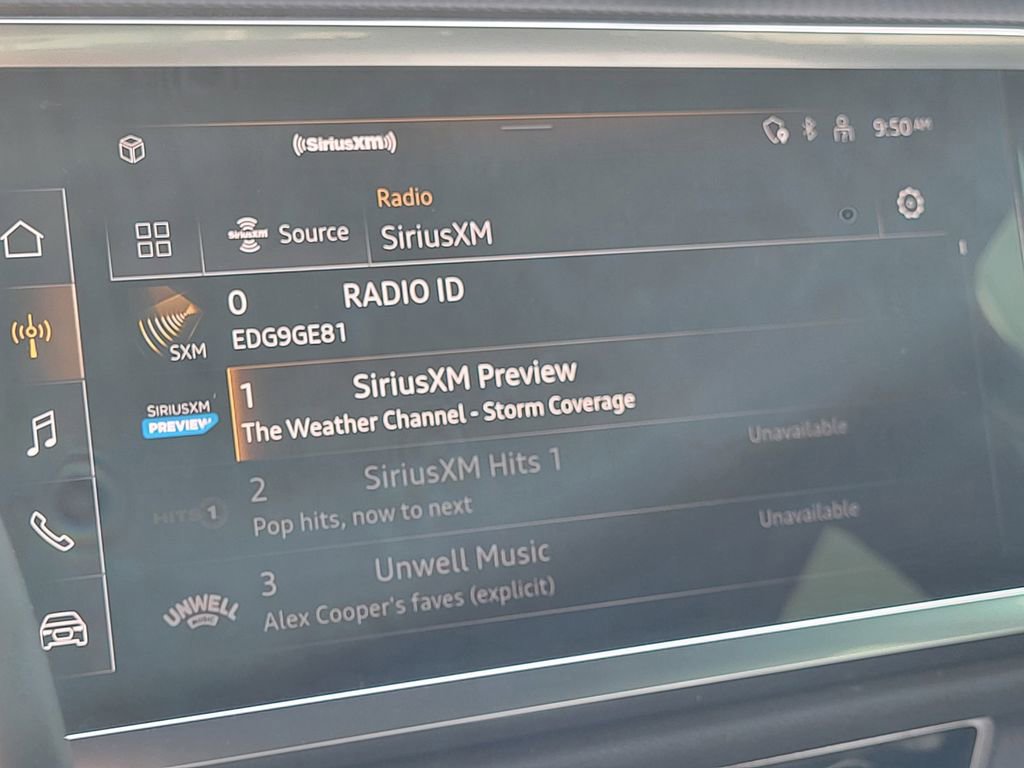 SiriusXM
9:50 AM
Radio
SiriusXM Source
SiriusXM
0 RADIO ID
SXM
EDG9GE81
SIRIUSXM
PREVIEW
1 SiriusXM Preview
The Weather Channel - Storm Coverage
HITS 1
2 SiriusXM Hits 1 Unavailable
Pop hits, now to next
UNWELL
MUSIC
3 Unwell Music Unavailable
Alex Cooper's faves (explicit)